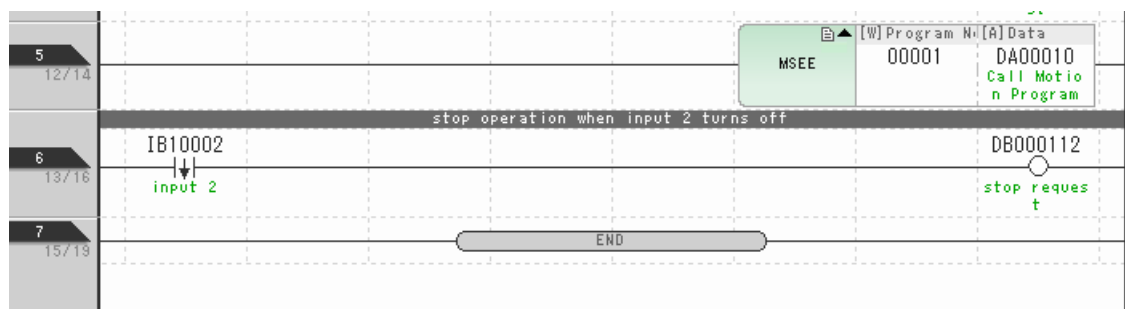 5
12/14
MSEE
[W]Program N
[A]Data
00001
DA00010
Call Motio
n Program
stop operation when input 2 turns off
6
13/16
IB10002
input 2
DB000112
stop reques
t
7
15/19
END